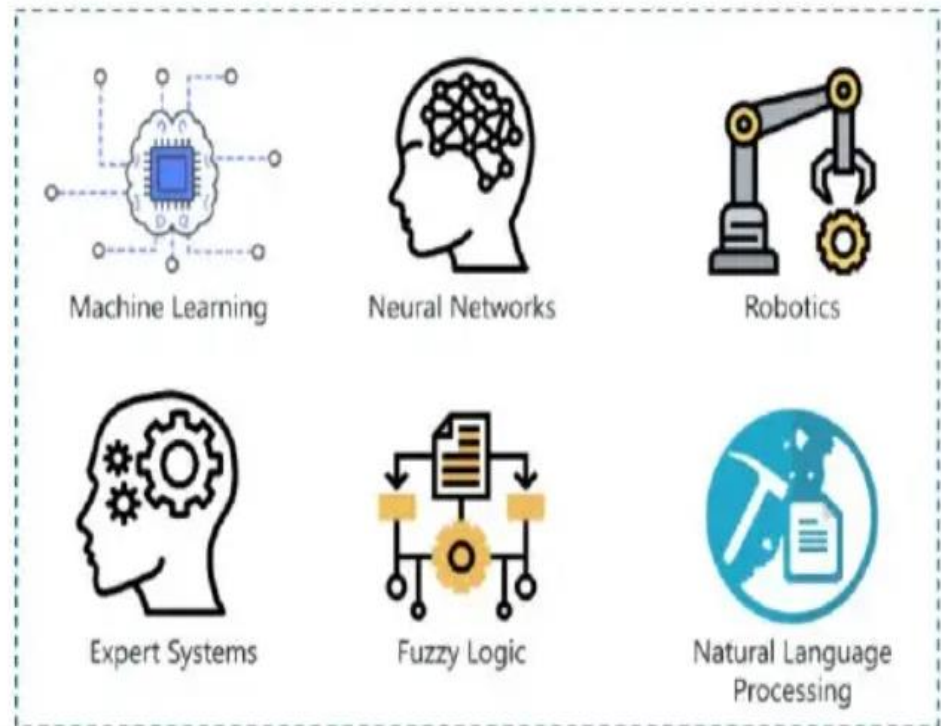 Machine Learning
Neural Networks
Robotics
Expert Systems
Fuzzy Logic
Natural Language
Processing